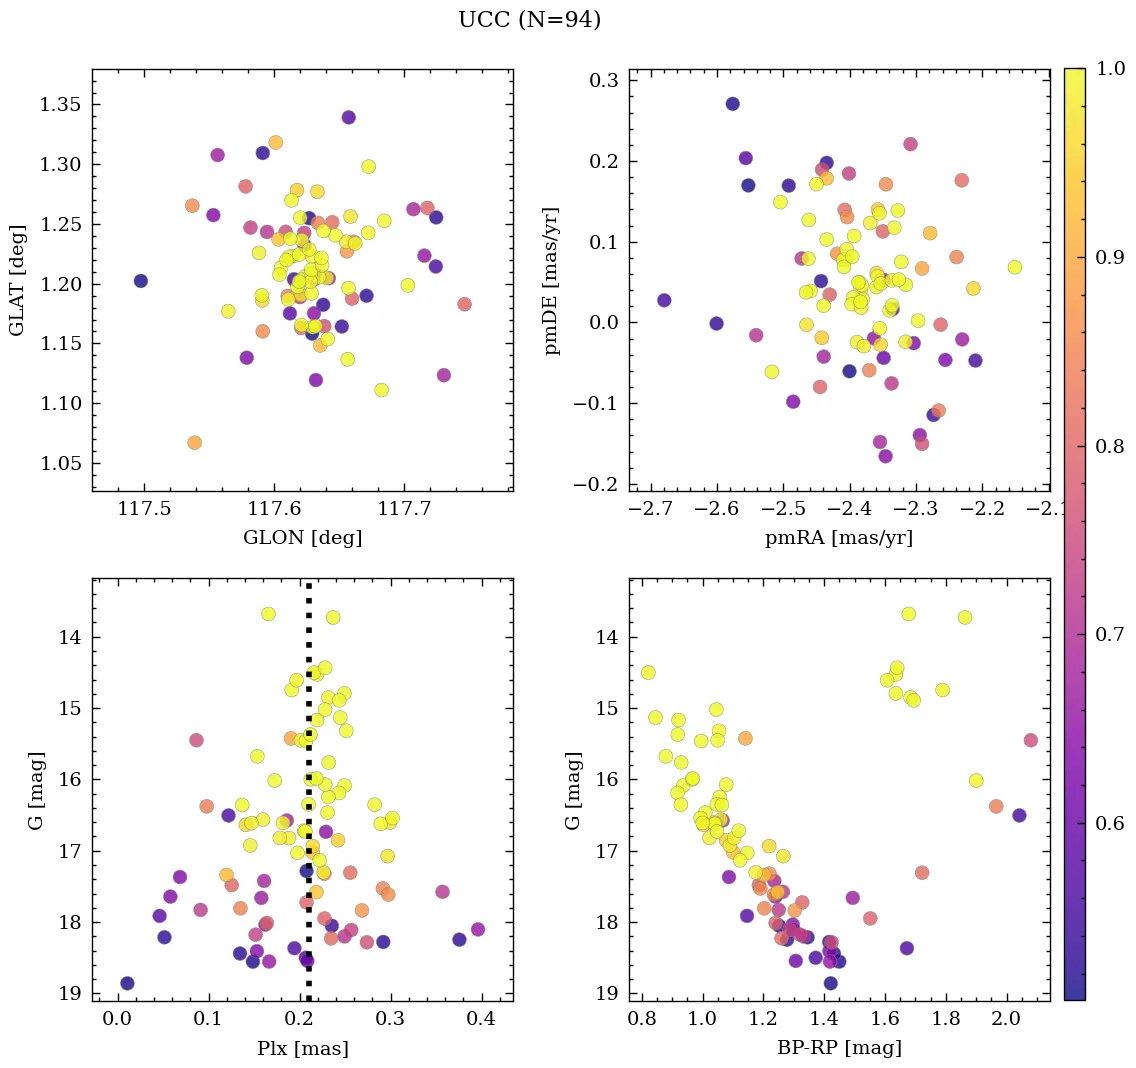 UCC (N=94)
1.35
1.30
1.25
1.20
1.15
1.10
1.05
GLAT [deg]
117.5 117.6 117.7
GLON [deg]
0.3
0.2
0.1
0.0
−0.1
−0.2
pmDE [mas/yr]
−2.7 −2.6 −2.5 −2.4 −2.3 −2.2 −2.1
pmRA [mas/yr]
1.0
0.9
0.8
0.7
0.6
14
15
16
17
18
19
G [mag]
0.0 0.1 0.2 0.3 0.4
Plx [mas]
14
15
16
17
18
19
G [mag]
0.8 1.0 1.2 1.4 1.6 1.8 2.0
BP-RP [mag]